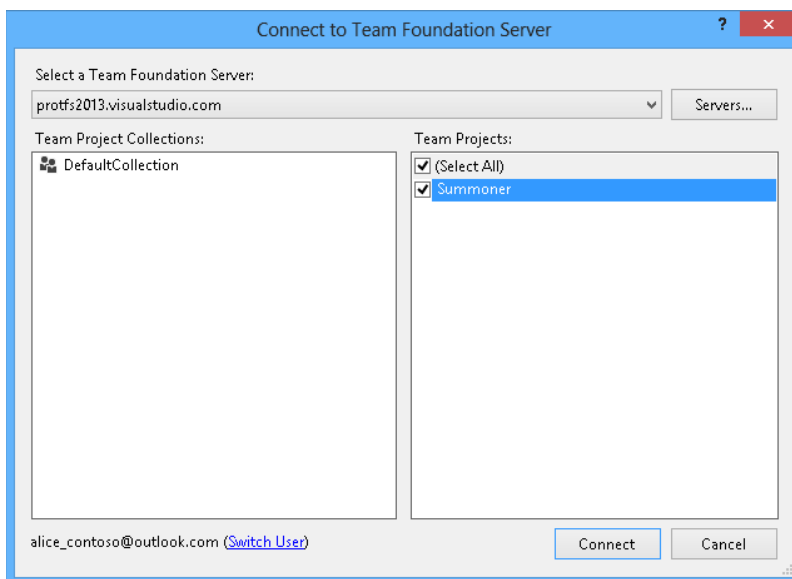 Connect to Team Foundation Server
?
×
Select a Team Foundation Server:
protfs2013.visualstudio.com
Servers...
Team Project Collections:
Team Projects:
DefaultCollection
(Select All)
Summoner
alice_contoso@outlook.com (Switch User)
Connect
Cancel